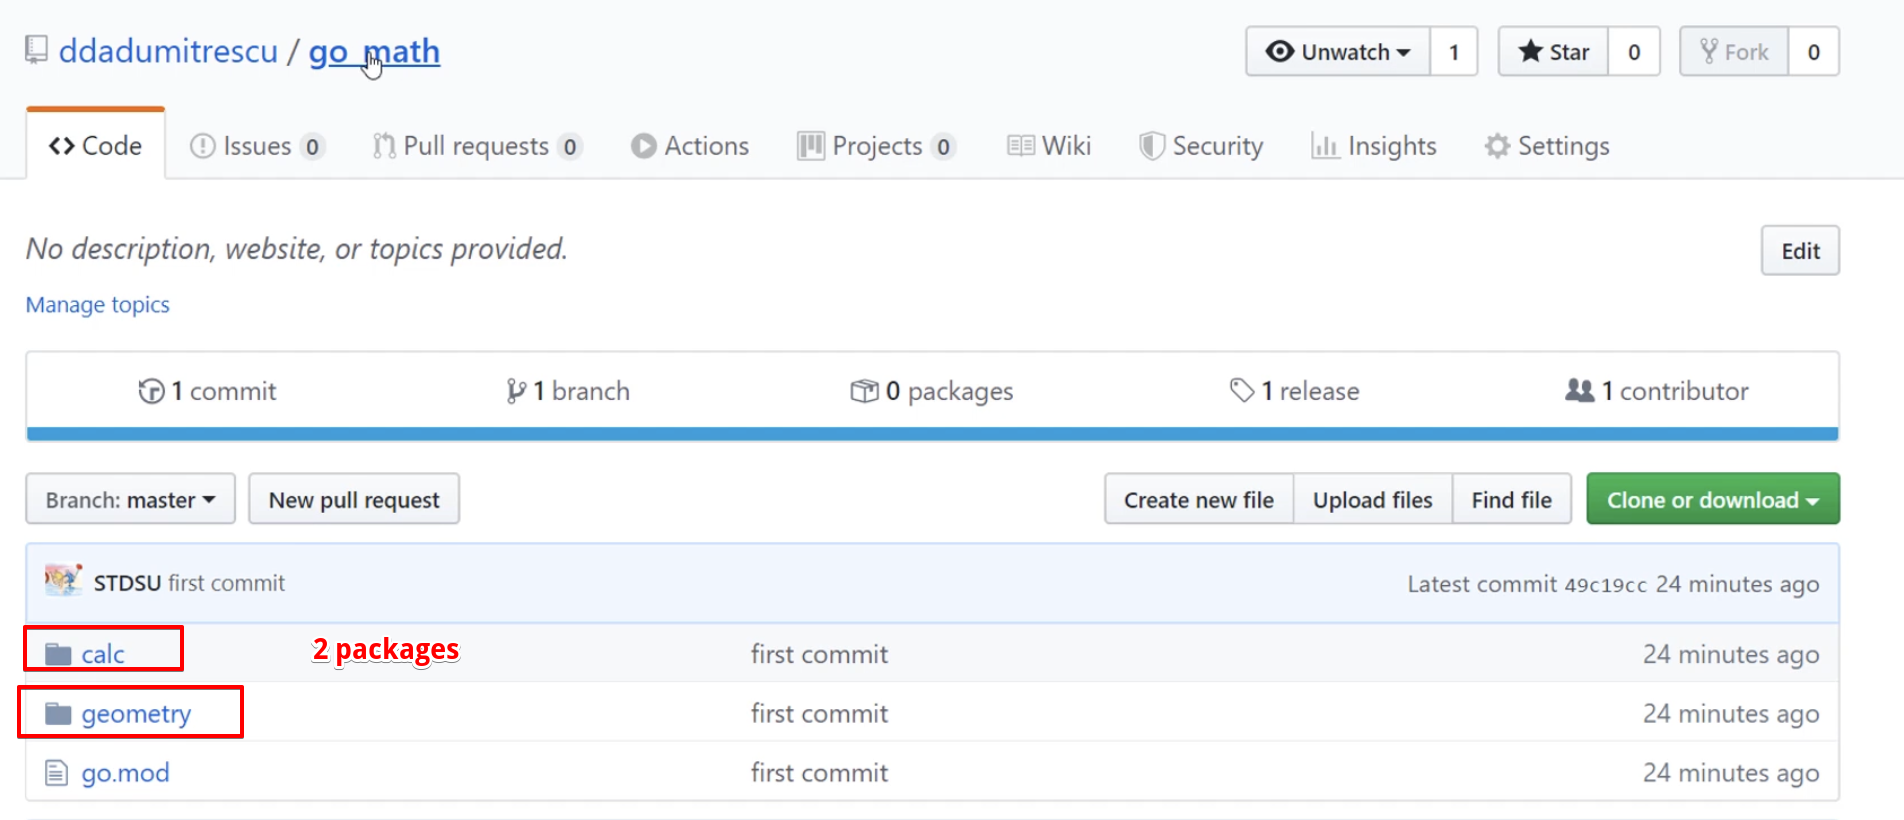 ddadumitrescu / go_math
Unwatch 1 Star 0 Fork 0
Code Issues 0 Pull requests 0 Actions Projects 0 Wiki Security Insights Settings
No description, website, or topics provided.
Edit
Manage topics
1 commit 1 branch 0 packages 1 release 1 contributor
Branch: master New pull request Create new file Upload files Find file Clone or download
STDSU first commit Latest commit 49c19cc 24 minutes ago
calc 2 packages first commit 24 minutes ago
geometry first commit 24 minutes ago
go.mod first commit 24 minutes ago